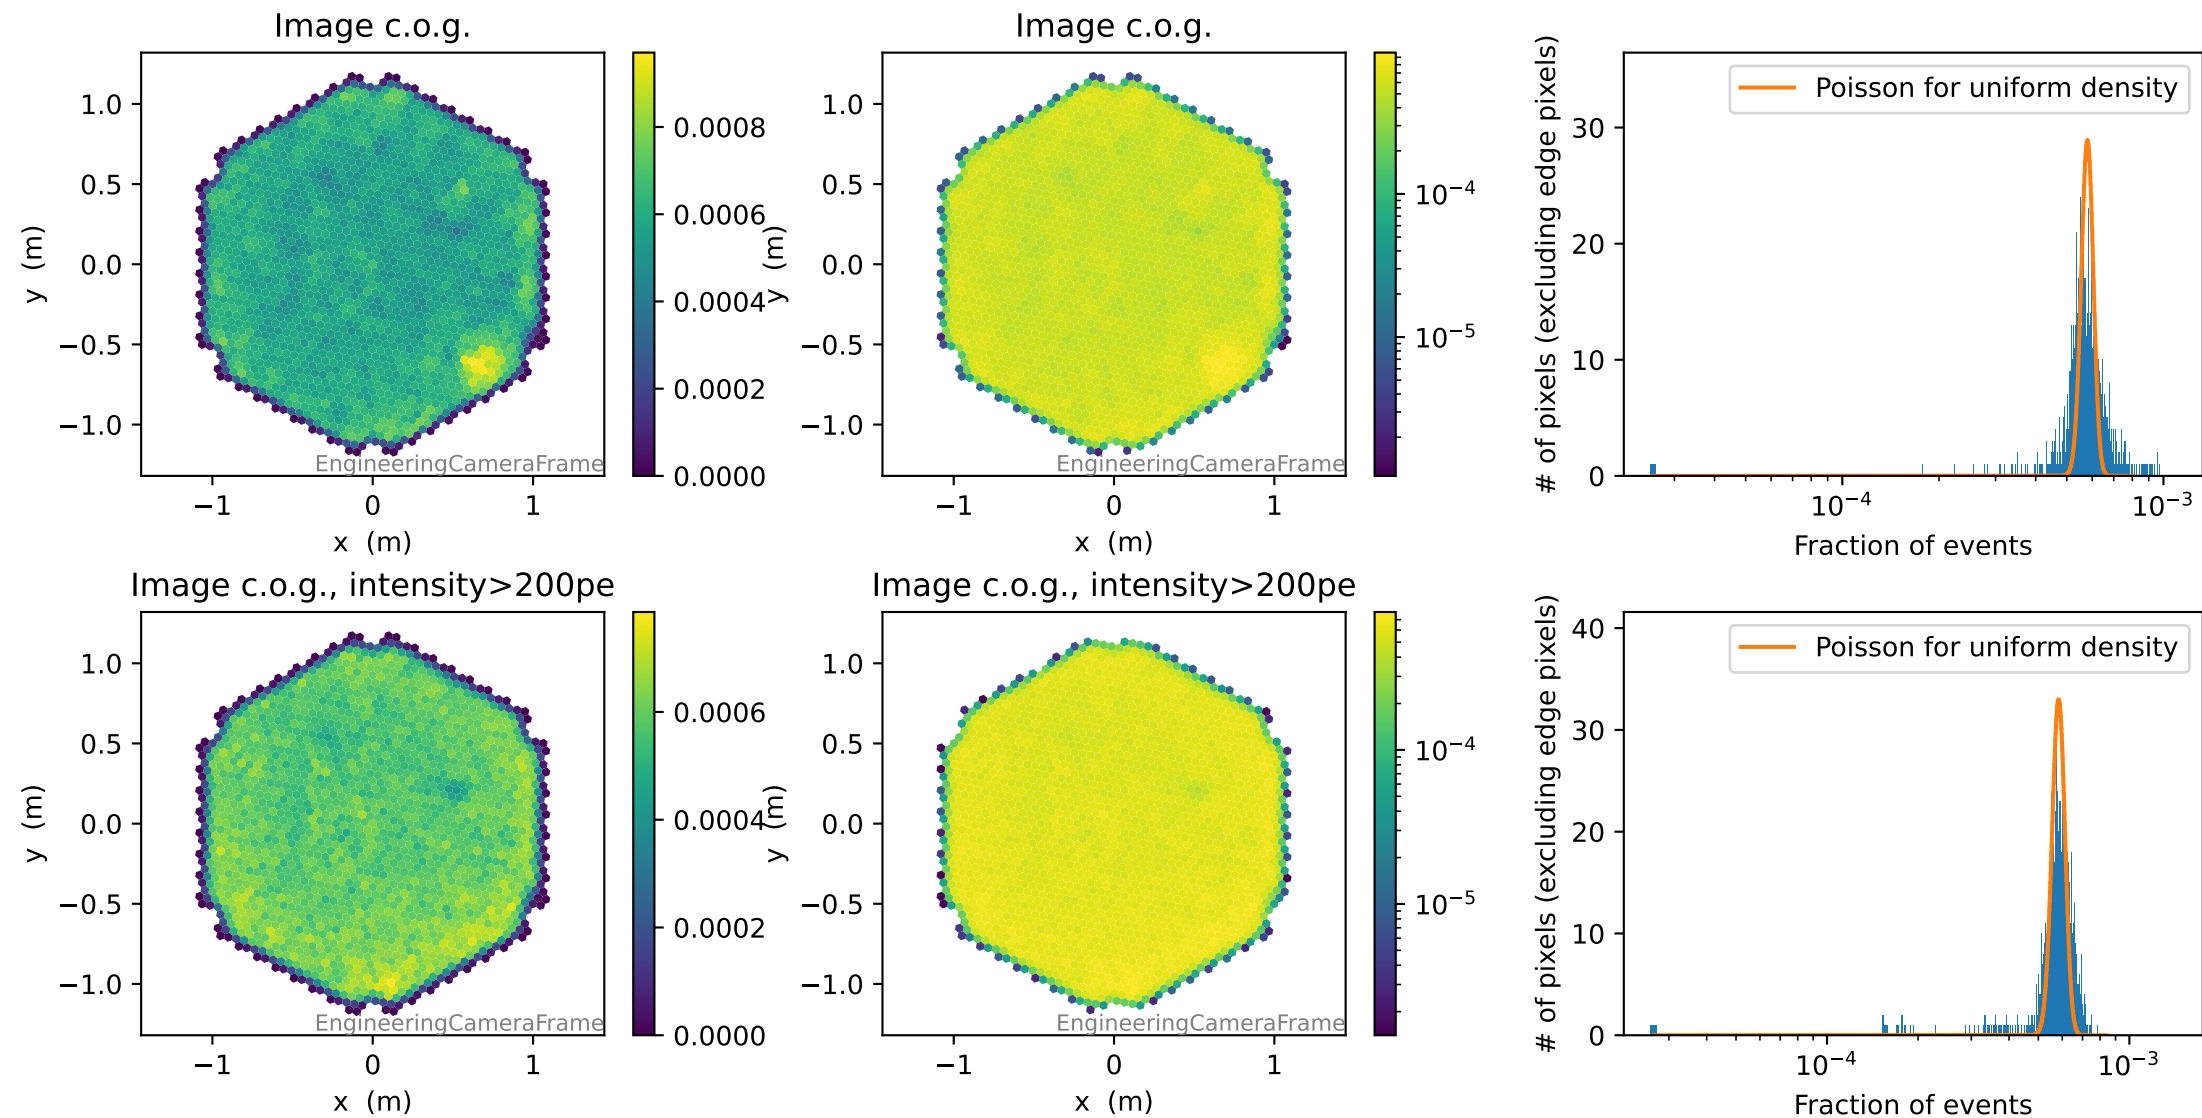 Image c.o.g.
1.0
0.5
0.0
−0.5
−1.0
y (m)
−1 0 1
x (m)
EngineeringCameraFrame
0.0008
0.0006
0.0004
0.0002
0.0000
Image c.o.g.
1.0
0.5
0.0
−0.5
−1.0
y (m)
−1 0 1
x (m)
EngineeringCameraFrame
10−4
10−5
Poisson for uniform density
30
20
10
0
# of pixels (excluding edge pixels)
10−4 10−3
Fraction of events
Image c.o.g., intensity>200pe
1.0
0.5
0.0
−0.5
−1.0
y (m)
−1 0 1
x (m)
EngineeringCameraFrame
0.0006
0.0004
0.0002
0.0000
Image c.o.g., intensity>200pe
1.0
0.5
0.0
−0.5
−1.0
y (m)
−1 0 1
x (m)
EngineeringCameraFrame
10−4
10−5
Poisson for uniform density
40
30
20
10
0
# of pixels (excluding edge pixels)
10−4 10−3
Fraction of events